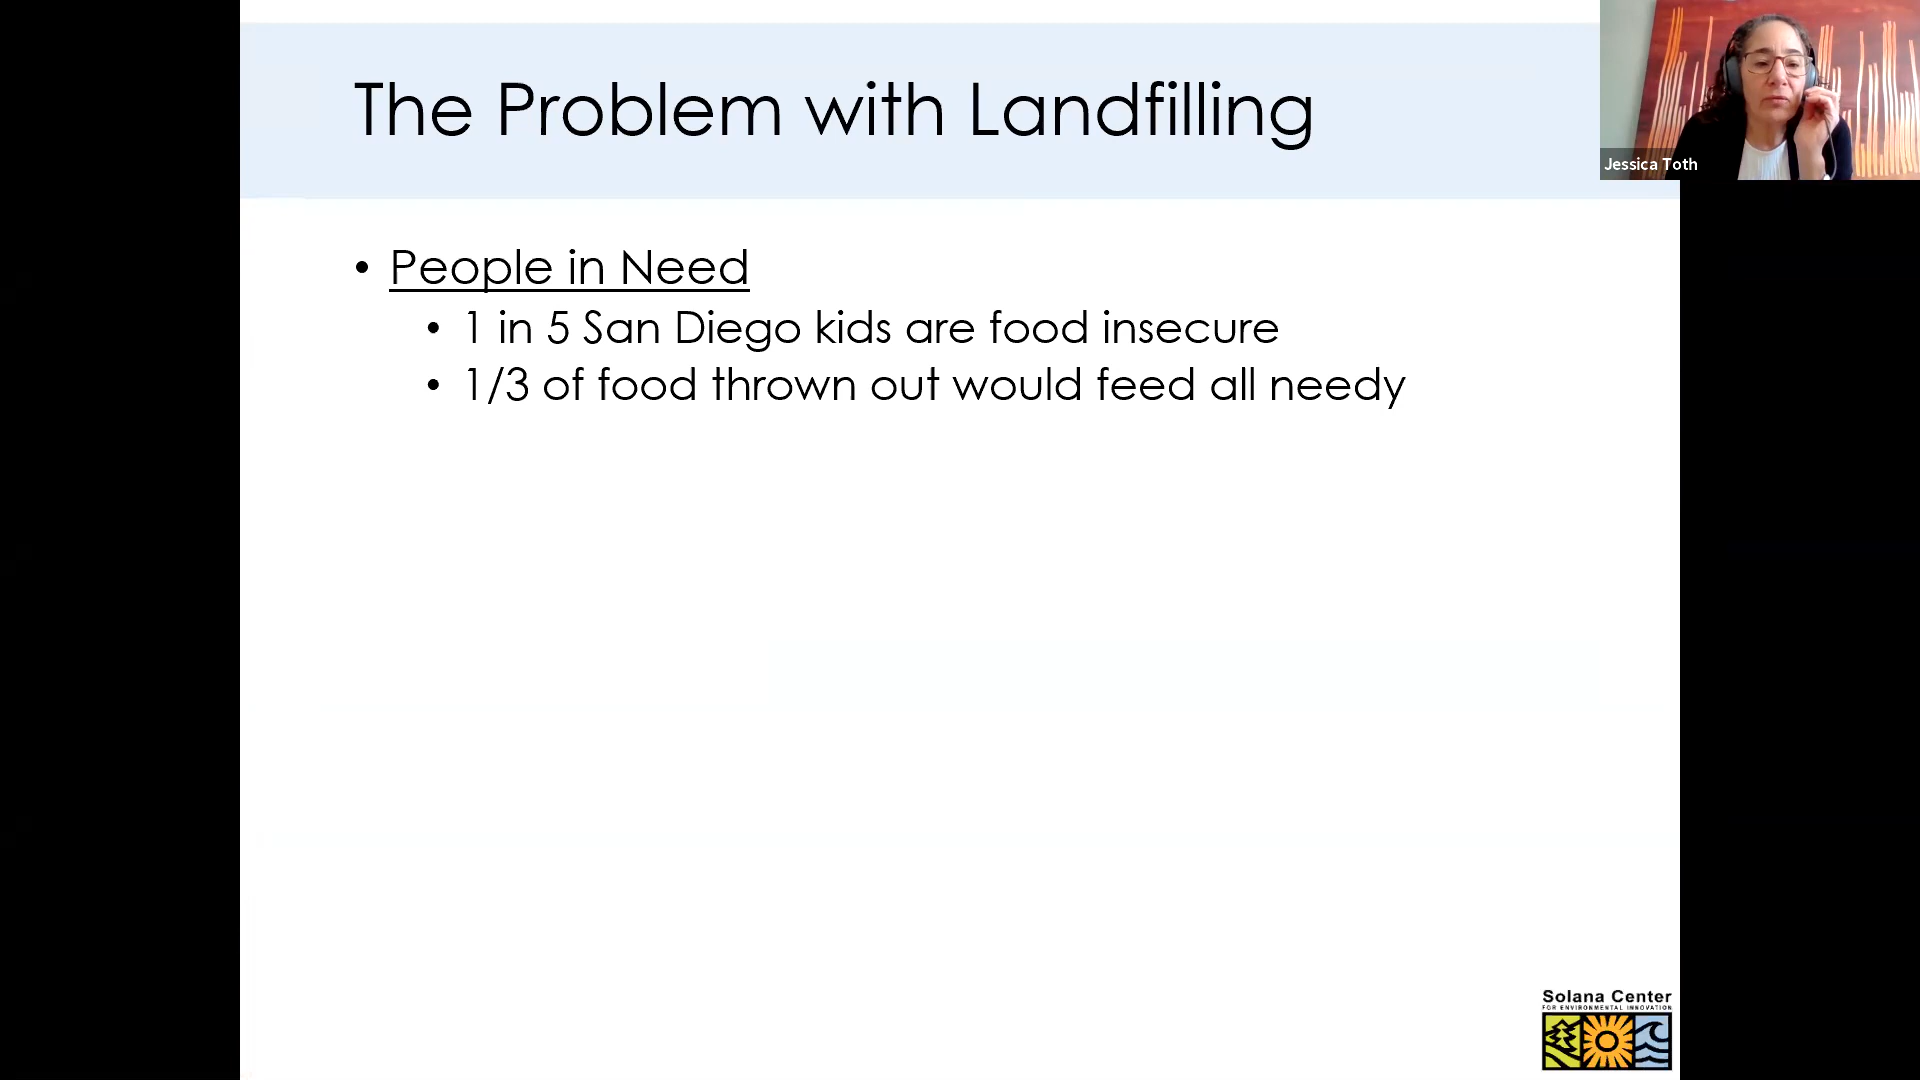 The Problem with Landfilling
Jessica Toth
• People in Need
• 1 in 5 San Diego kids are food insecure
• 1/3 of food thrown out would feed all needy
Solana Center
FOR ENVIRONMENTAL INNOVATION